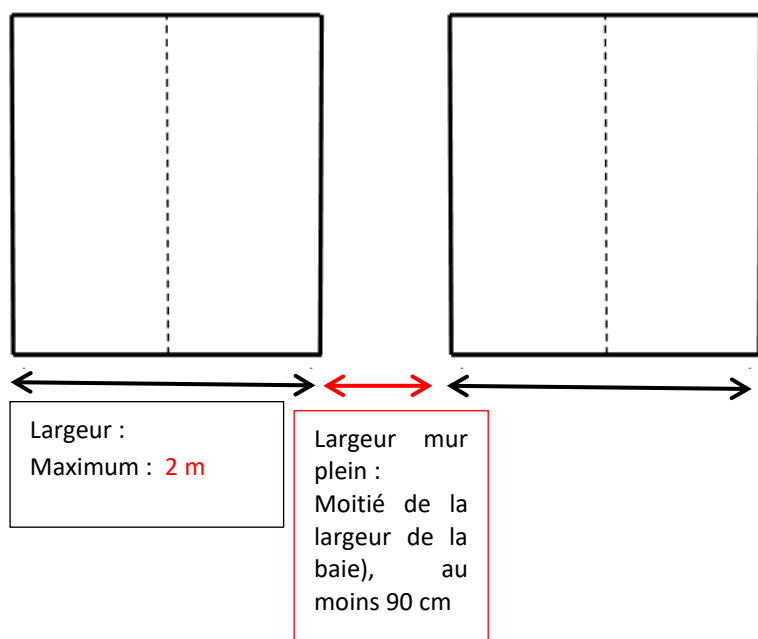 Largeur :
Maximum : 2 m
Largeur mur
plein :
Moitié de la
largeur de la
baie), au
moins 90 cm